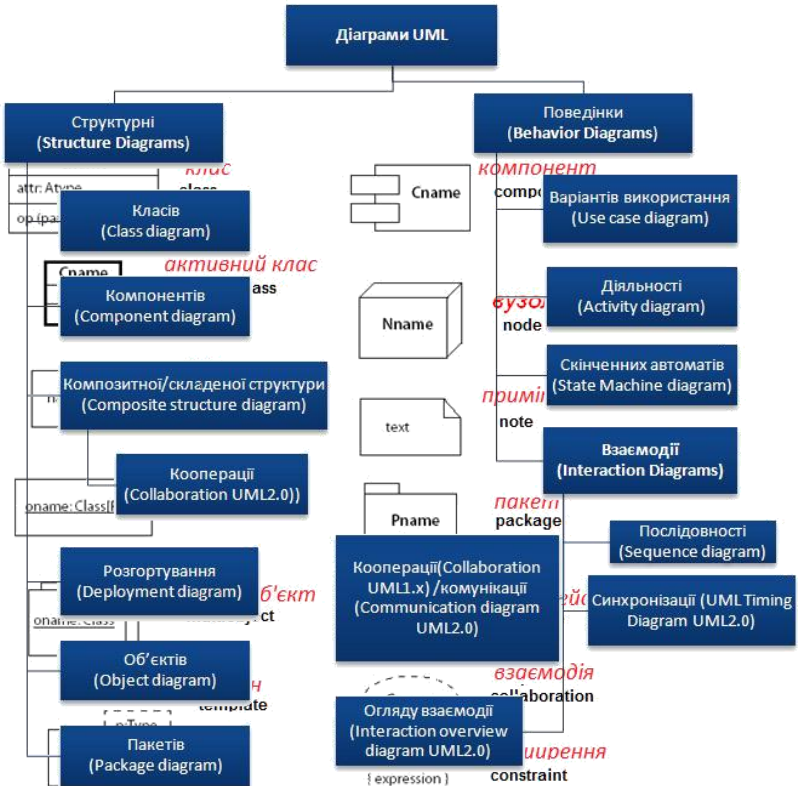 Діаграми UML
Структурні
(Structure Diagrams)
Поведінки
(Behavior Diagrams)
клас
attr: Atype
Класів
(Class diagram)
Cname
активний клас
Компонентів
(Component diagram)
Композитної/складеної структури
(Composite structure diagram)
Кооперації
(Collaboration UML2.0))
oname: Class
Розгортування
(Deployment diagram)
oname: Class
Об’єктів
(Object diagram)
template
Пакетів
(Package diagram)
Cname
компонент
Варіантів використання
(Use case diagram)
Nname
node
Діяльності
(Activity diagram)
Скінченних автоматів
(State Machine diagram)
text
note
Взаємодії
(Interaction Diagrams)
Pname
пакет
package
Послідовності
(Sequence diagram)
Кооперації(Collaboration
UML1.x) /комунікації
(Communication diagram
UML2.0)
Синхронізації (UML Timing
Diagram UML2.0)
взаємодія
collaboration
Огляду взаємодії
(Interaction overview
diagram UML2.0)
{ expression }
constraint